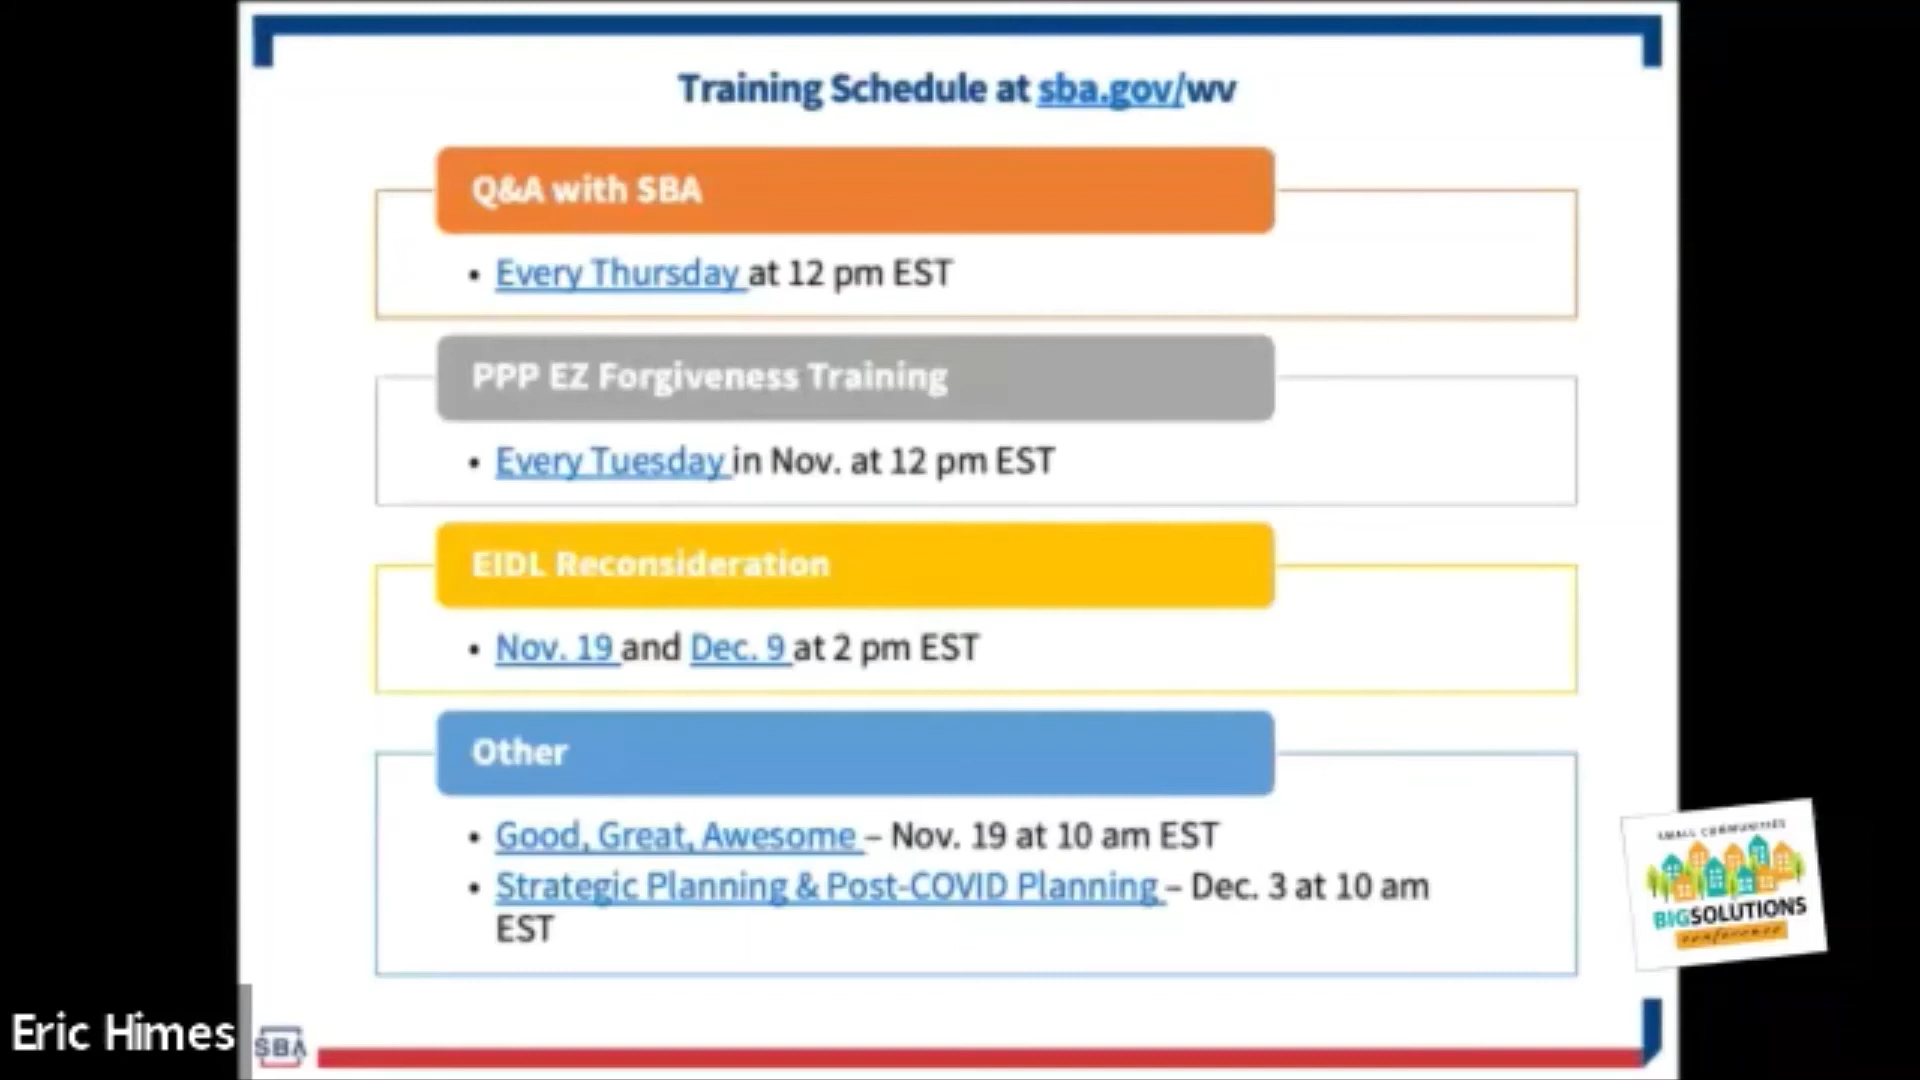 Training Schedule at sba.gov/wv
Q&A with SBA
• Every Thursday at 12 pm EST
PPP EZ Forgiveness Training
• Every Tuesday in Nov. at 12 pm EST
EIDL Reconsideration
• Nov. 19 and Dec. 9 at 2 pm EST
Other
• Good, Great, Awesome – Nov. 19 at 10 am EST
• Strategic Planning & Post-COVID Planning – Dec. 3 at 10 am
EST
SMALL COMMUNITIES
BIGSOLUTIONS
conference
Eric Himes
SBA